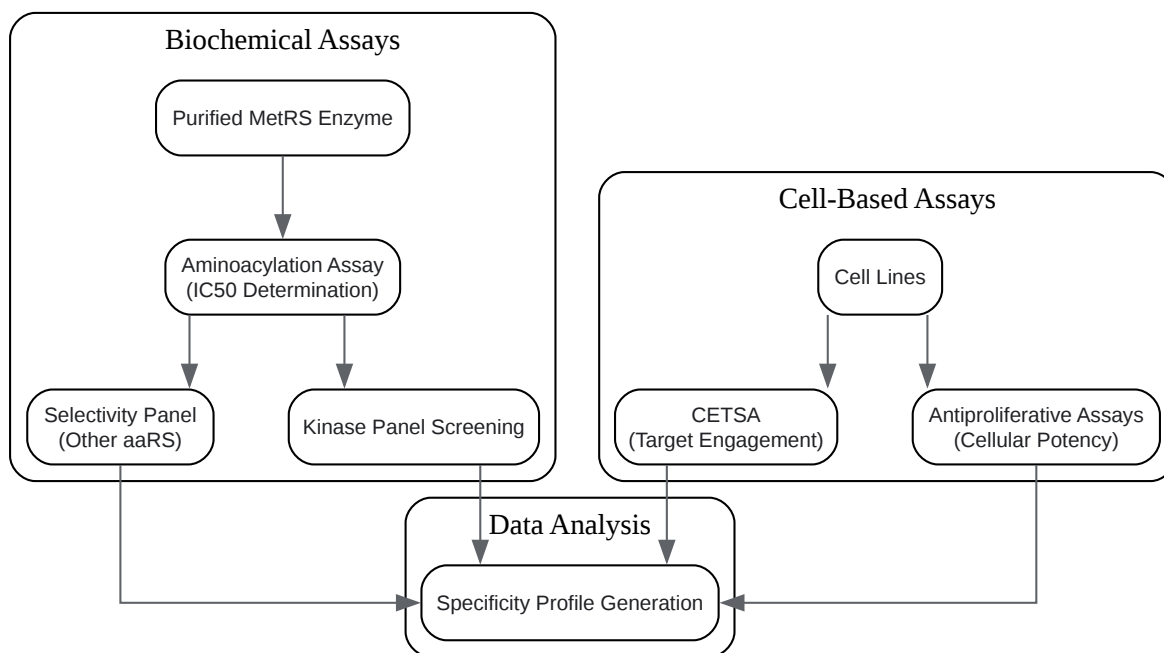 Biochemical Assays
Purified MetRS Enzyme
Aminoacylation Assay
(IC50 Determination)
Selectivity Panel
(Other aaRS)
Kinase Panel Screening
Cell-Based Assays
Cell Lines
CETSA
(Target Engagement)
Antiproliferative Assays
(Cellular Potency)
Data Analysis
Specificity Profile Generation